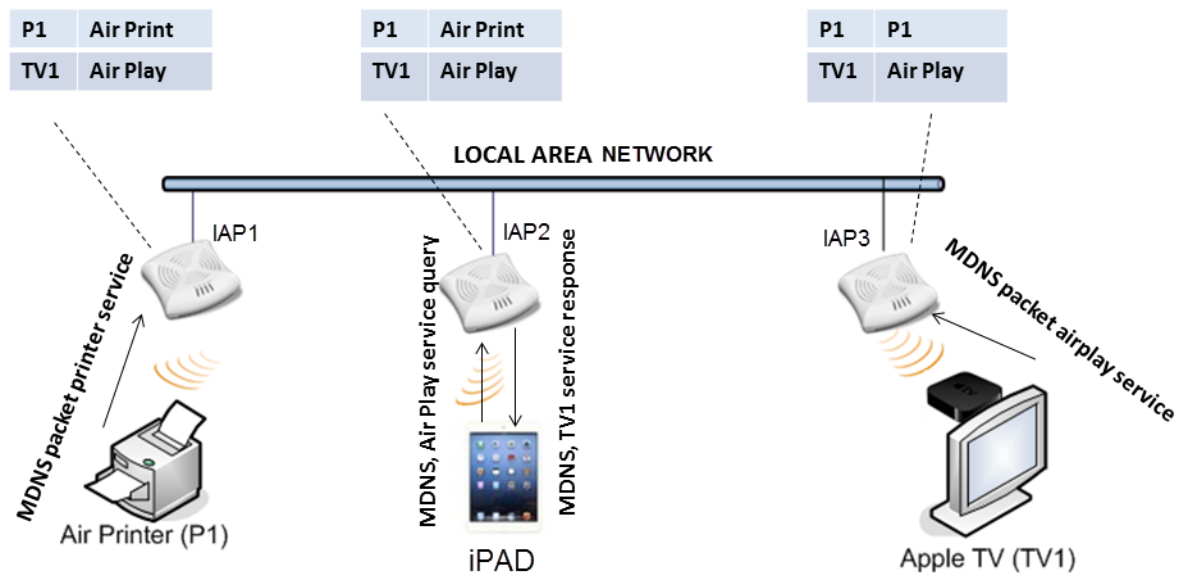 P1 Air Print
TV1 Air Play
P1 Air Print
TV1 Air Play
P1 P1
TV1 Air Play
LOCAL AREA NETWORK
IAP1
IAP2
IAP3
MDNS packet printer service
MDNS, Air Play service query
MDNS, TV1 service response
MDNS packet airplay service
tv
Air Printer (P1)
iPAD
Apple TV (TV1)